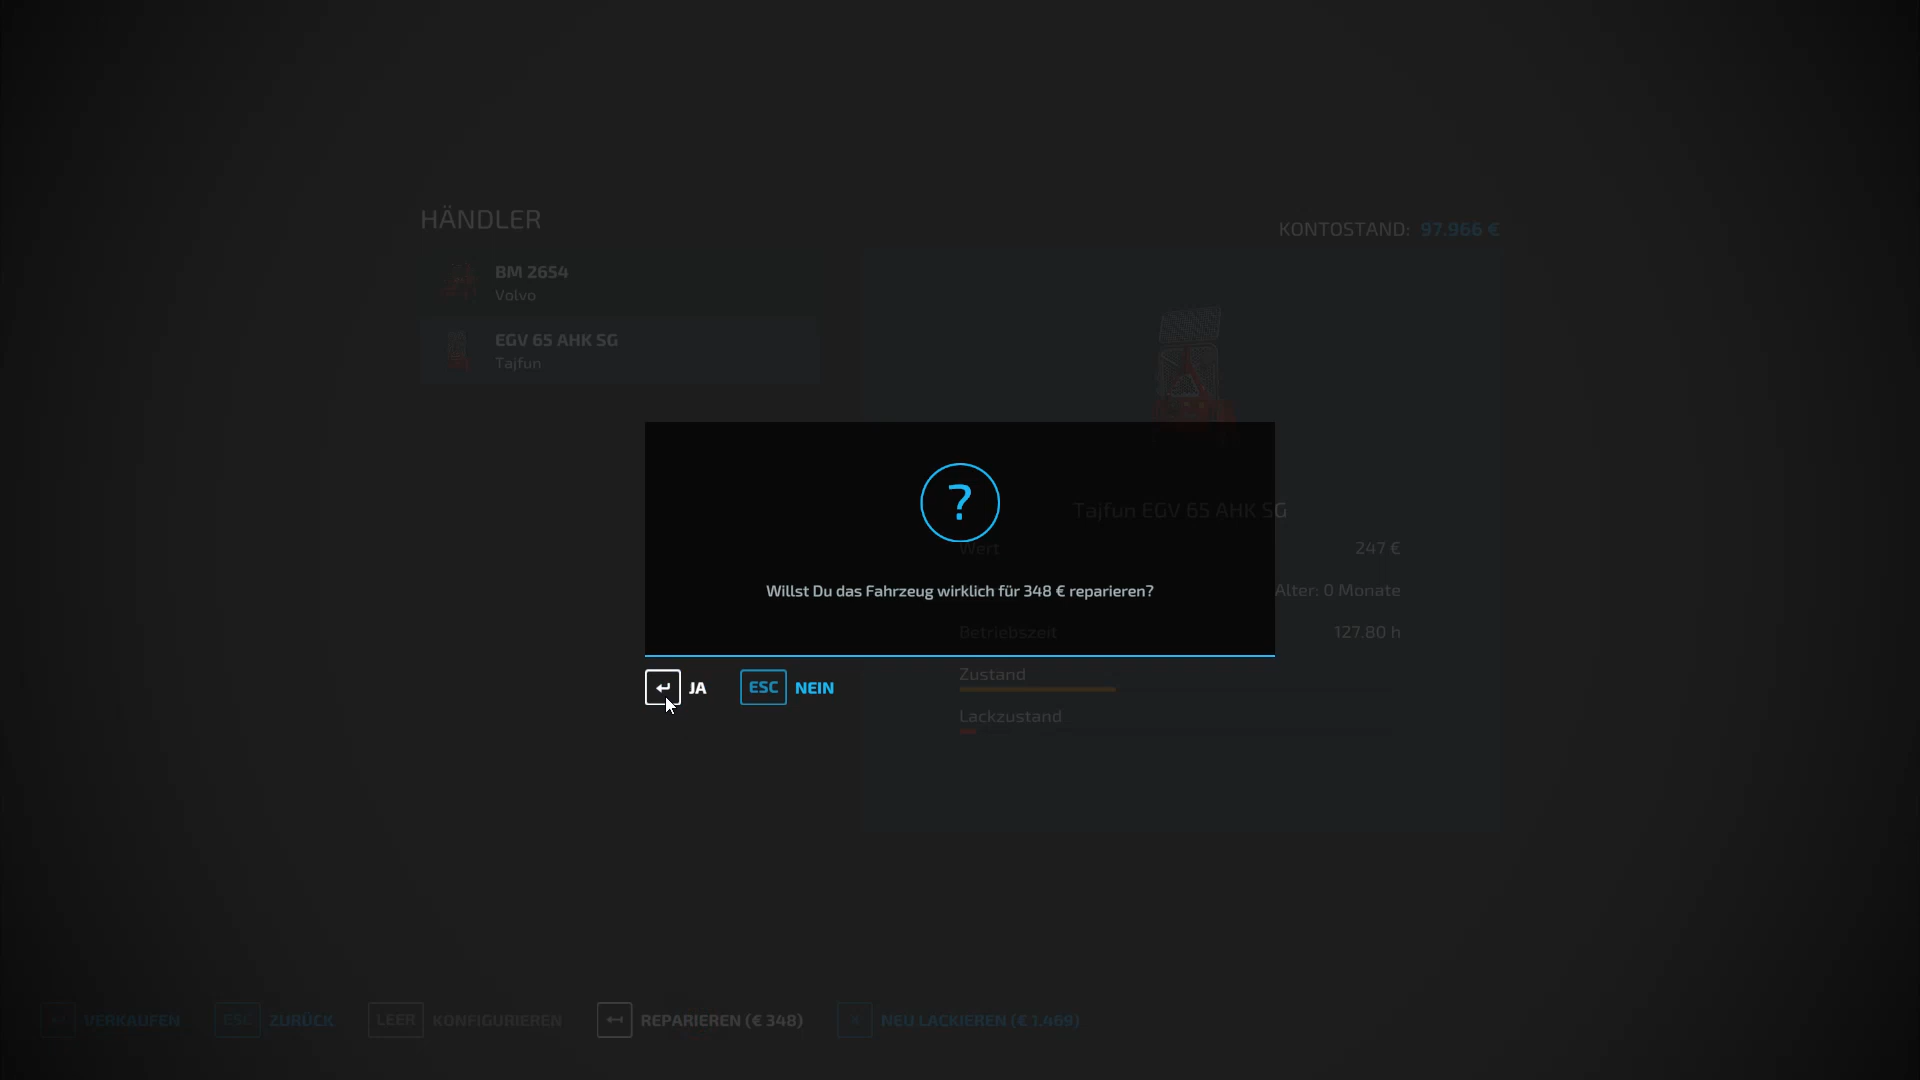 HÄNDLER
KONTOSTAND: 97.966 €
BM 2654
Volvo
EGV 65 AHK SG
Tajfun
?
Tajfun EGV 65 AHK SG
Wert 247 €
Willst Du das Fahrzeug wirklich für 348 € reparieren?
Alter: 0 Monate
Betriebszeit 127.80 h
Zustand
JA ESC NEIN
Lackzustand
VERKAUFEN ESC ZURÜCK LEER KONFIGURIEREN REPARIEREN (€ 348) X NEU LACKIEREN (€ 1.469)